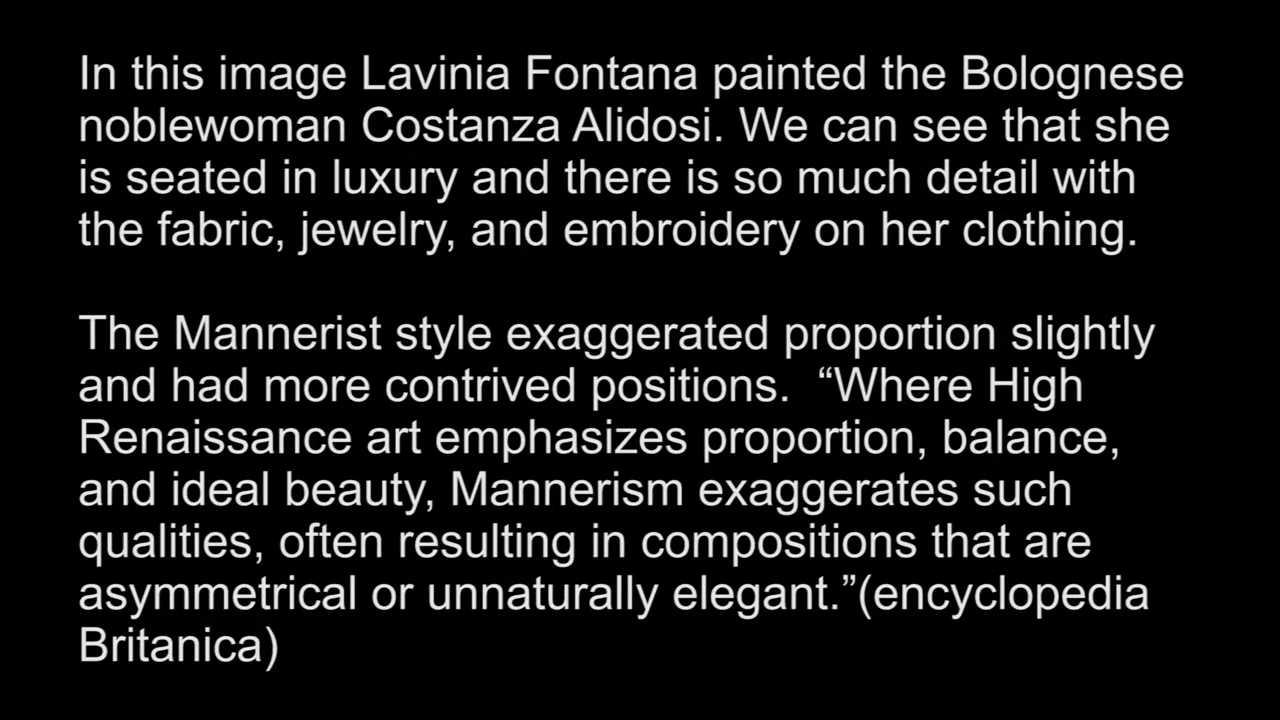 In this image Lavinia Fontana painted the Bolognese
noblewoman Costanza Alidosi. We can see that she
is seated in luxury and there is so much detail with
the fabric, jewelry, and embroidery on her clothing.
The Mannerist style exaggerated proportion slightly
and had more contrived positions.  “Where High
Renaissance art emphasizes proportion, balance,
and ideal beauty, Mannerism exaggerates such
qualities, often resulting in compositions that are
asymmetrical or unnaturally elegant.”(encyclopedia
Britanica)